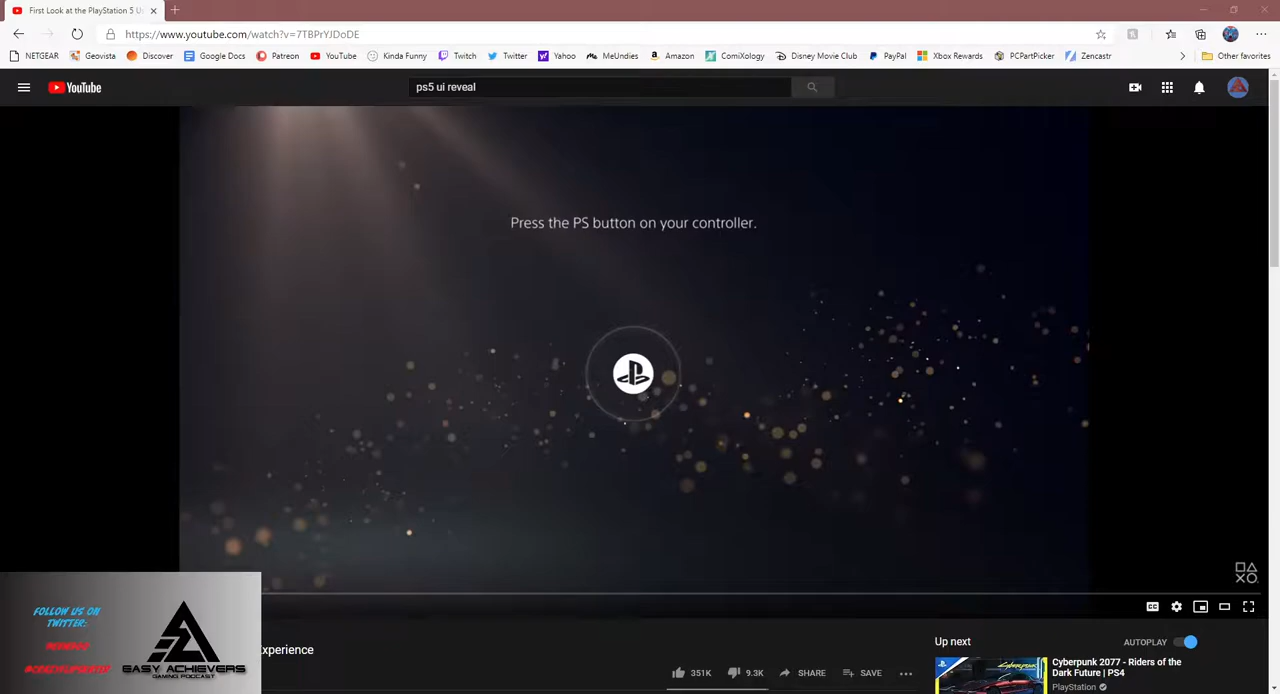 First Look at the PlayStation 5 U
https://www.youtube.com/watch?v=7TBPrYJDoDE
NETGEAR Geovista Discover Google Docs Patreon YouTube Kinda Funny Twitch Twitter Yahoo MeUndies Amazon ComiXology Disney Movie Club PayPal Xbox Rewards PCPartPicker Zencastr Other favorites
YouTube
ps5 ui reveal
Press the PS button on your controller.
FOLLOW US ON
TWITTER:
EASY ACHIEVERS
GAMING PODCAST
xperience
351K 9.3K SHARE SAVE
Up next AUTOPLAY
Cyberpunk 2077 - Riders of the
Dark Future | PS4
PlayStation